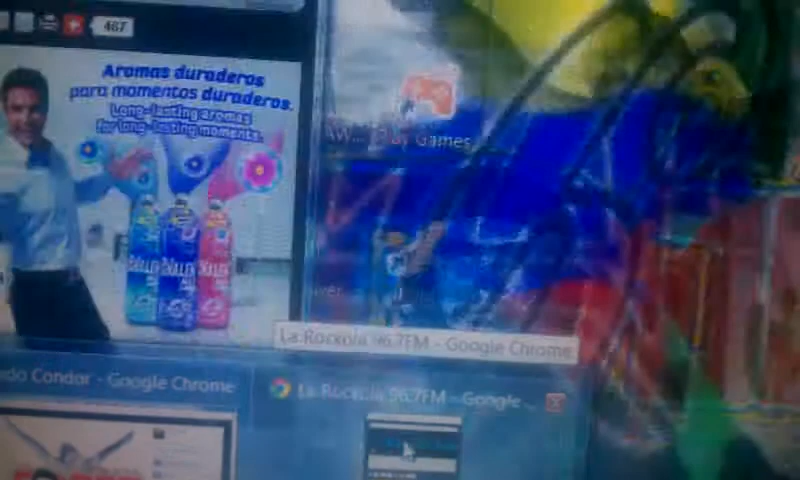 467
Aromas duraderos
para momentos duraderos.
Long-lasting aromas
for long-lasting moments.
Games
La Rockola 96.7FM - Google Chrome
do Condor - Google Chrome
La Rockola 96.7FM - Google ...